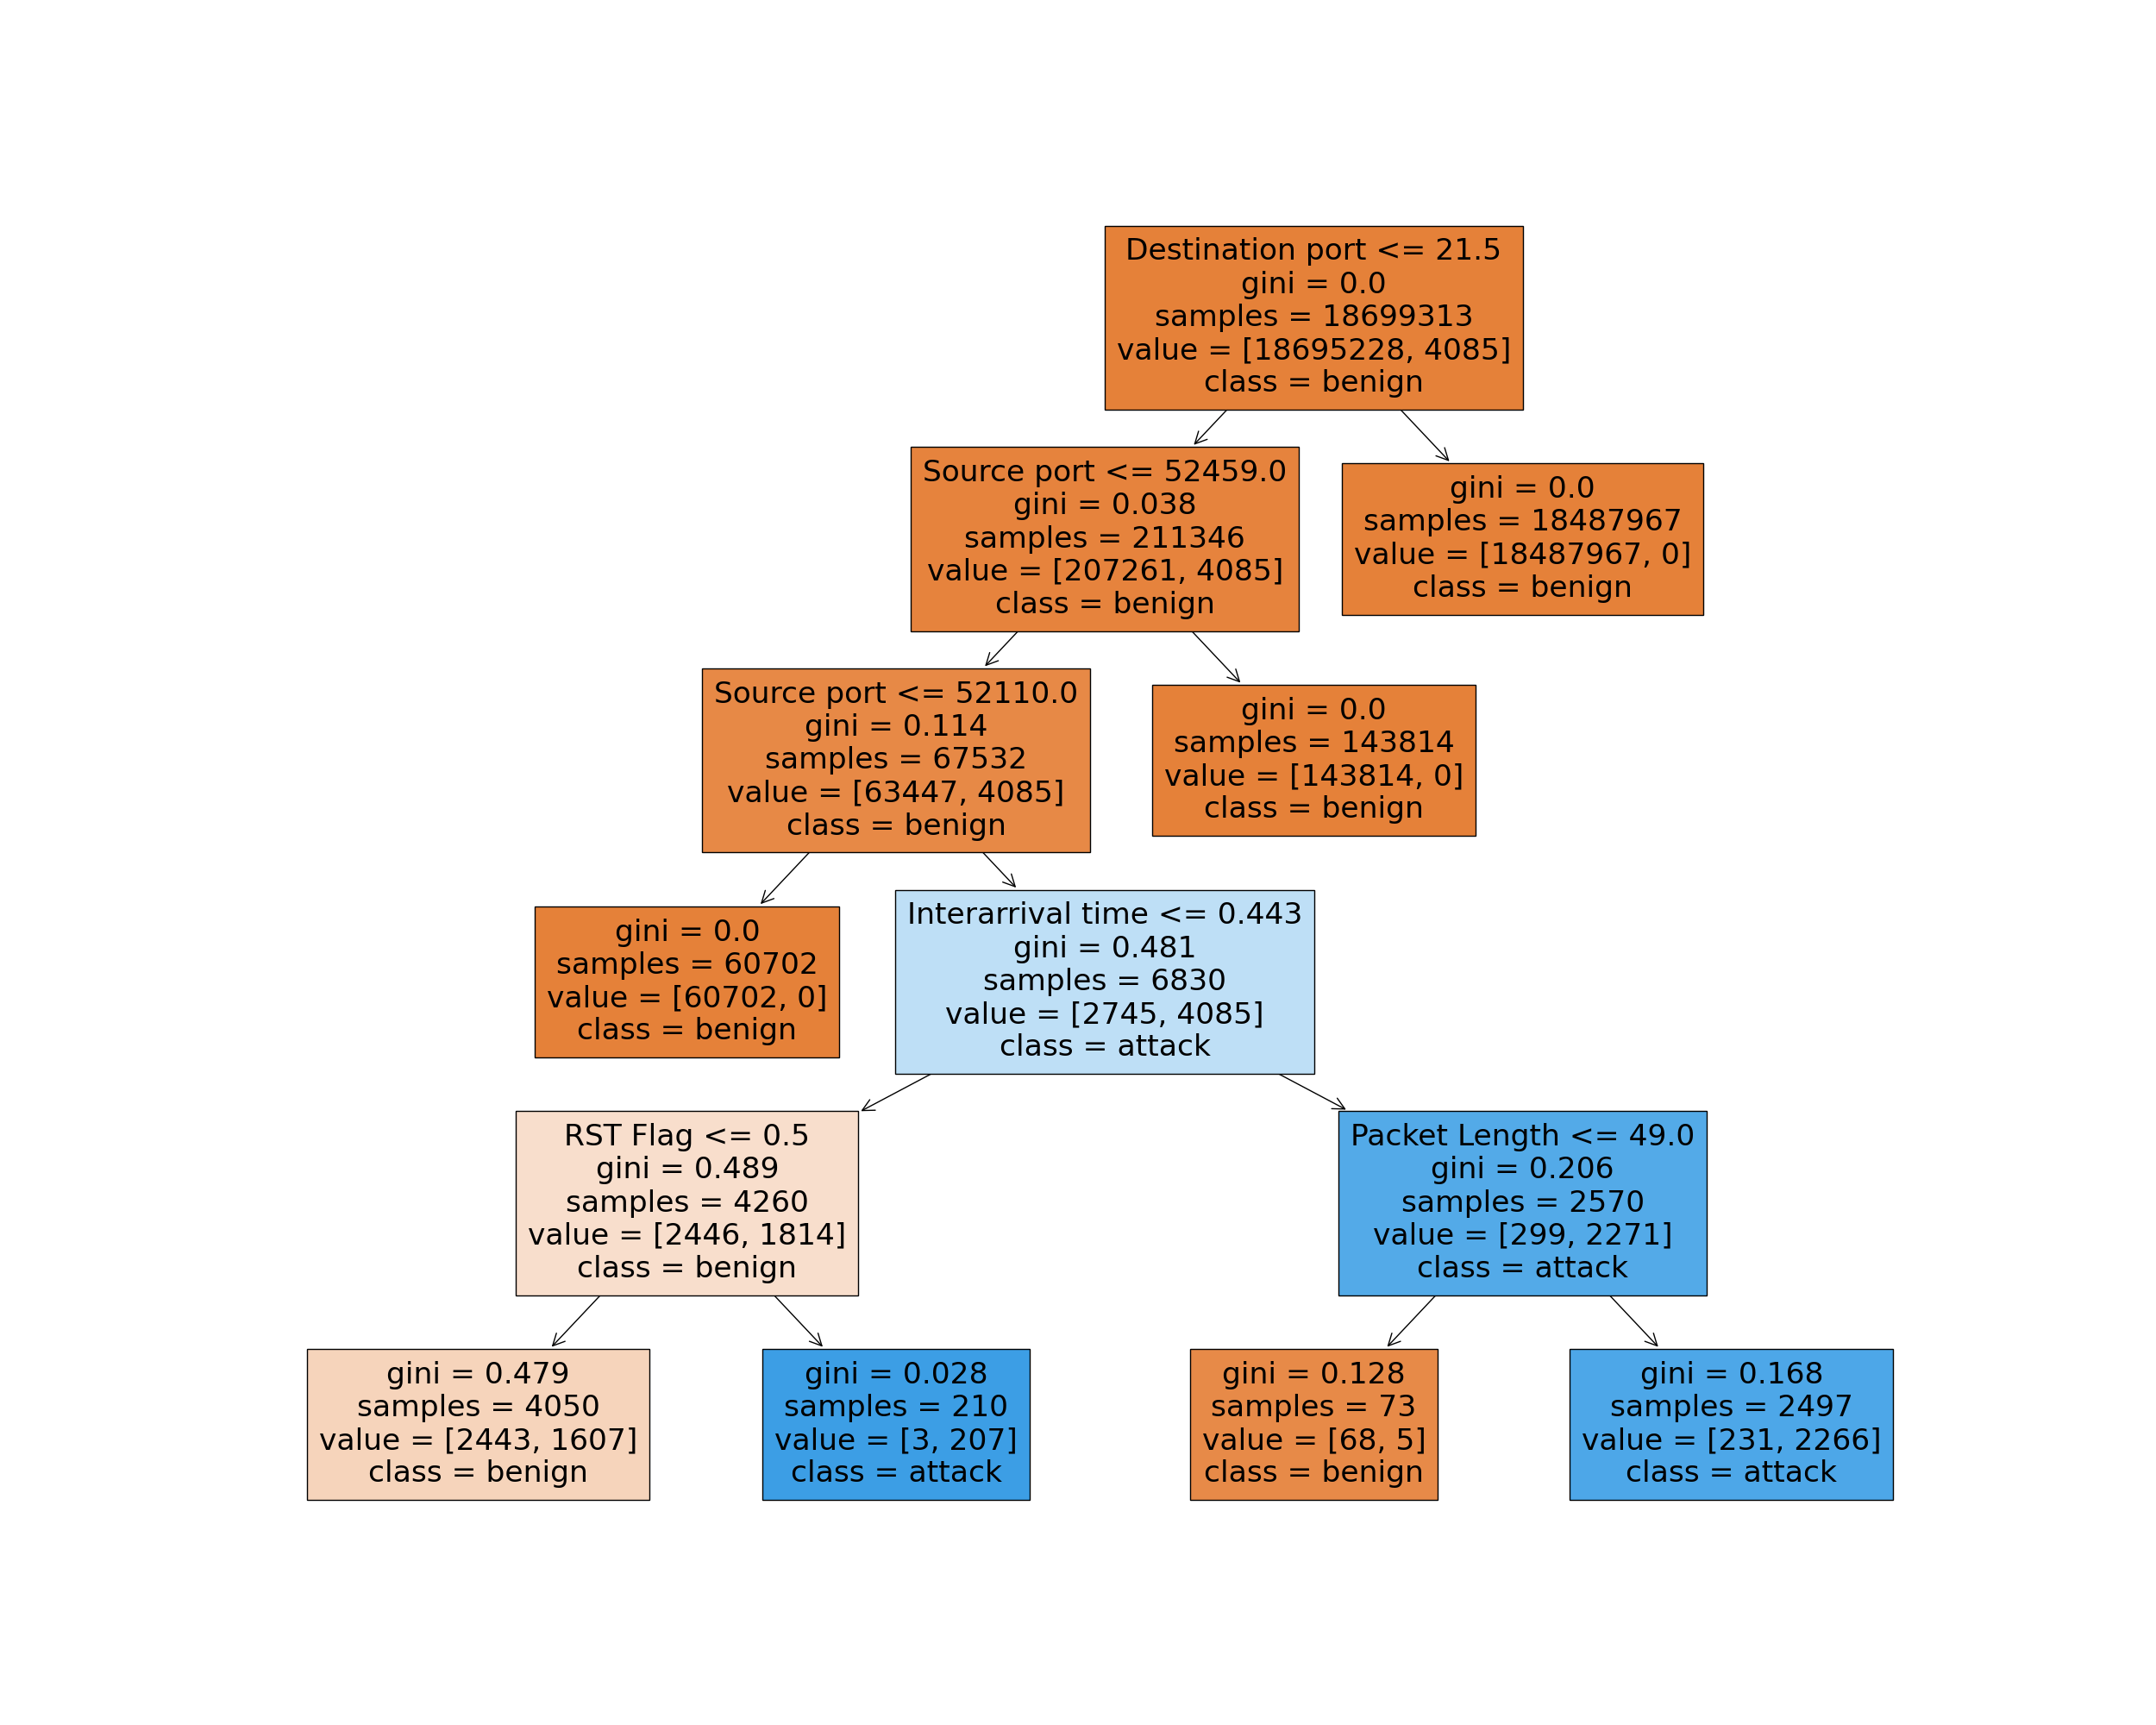 Destination port <= 21.5
gini = 0.0
samples = 18699313
value = [18695228, 4085]
class = benign
Source port <= 52459.0
gini = 0.038
samples = 211346
value = [207261, 4085]
class = benign
gini = 0.0
samples = 18487967
value = [18487967, 0]
class = benign
Source port <= 52110.0
gini = 0.114
samples = 67532
value = [63447, 4085]
class = benign
gini = 0.0
samples = 143814
value = [143814, 0]
class = benign
gini = 0.0
samples = 60702
value = [60702, 0]
class = benign
Interarrival time <= 0.443
gini = 0.481
samples = 6830
value = [2745, 4085]
class = attack
RST Flag <= 0.5
gini = 0.489
samples = 4260
value = [2446, 1814]
class = benign
Packet Length <= 49.0
gini = 0.206
samples = 2570
value = [299, 2271]
class = attack
gini = 0.479
samples = 4050
value = [2443, 1607]
class = benign
gini = 0.028
samples = 210
value = [3, 207]
class = attack
gini = 0.128
samples = 73
value = [68, 5]
class = benign
gini = 0.168
samples = 2497
value = [231, 2266]
class = attack